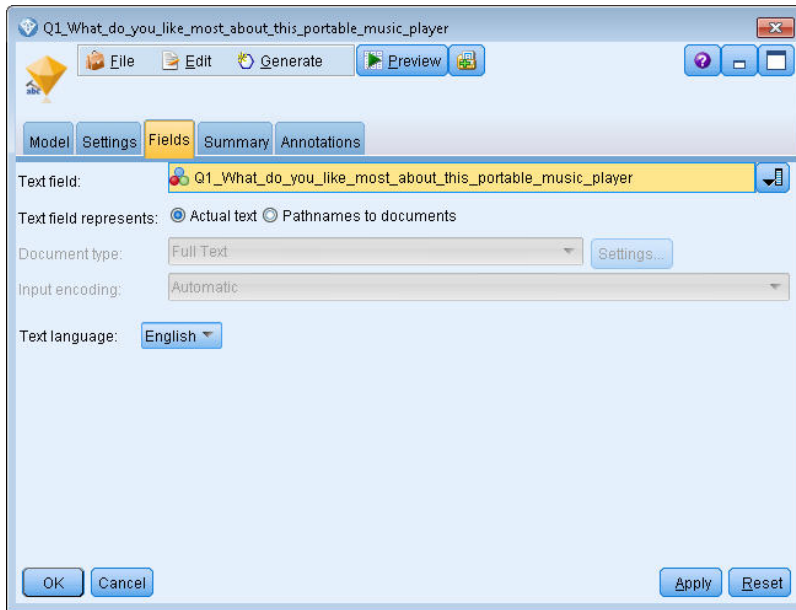 Q1_What_do_you_like_most_about_this_portable_music_player
File Edit Generate Preview
abc
Model Settings Fields Summary Annotations
Text field: Q1_What_do_you_like_most_about_this_portable_music_player
Text field represents: Actual text Pathnames to documents
Document type: Full Text Settings...
Input encoding: Automatic
Text language: English
OK Cancel Apply Reset